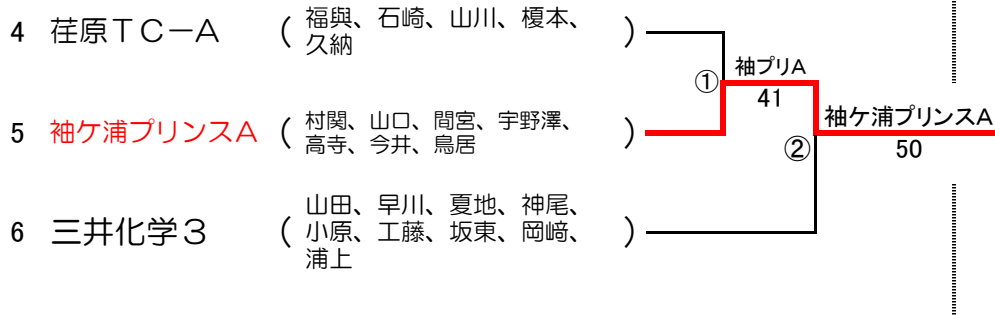 4 荏原TC-A ( 福與、石崎、山川、榎本、
久納 )
① 袖プリA
41
5 袖ケ浦プリンスA ( 村関、山口、間宮、宇野澤、
高寺、今井、鳥居 )
② 袖ケ浦プリンスA
50
6 三井化学3 ( 山田、早川、夏地、神尾、
小原、工藤、坂東、岡﨑、
浦上 )